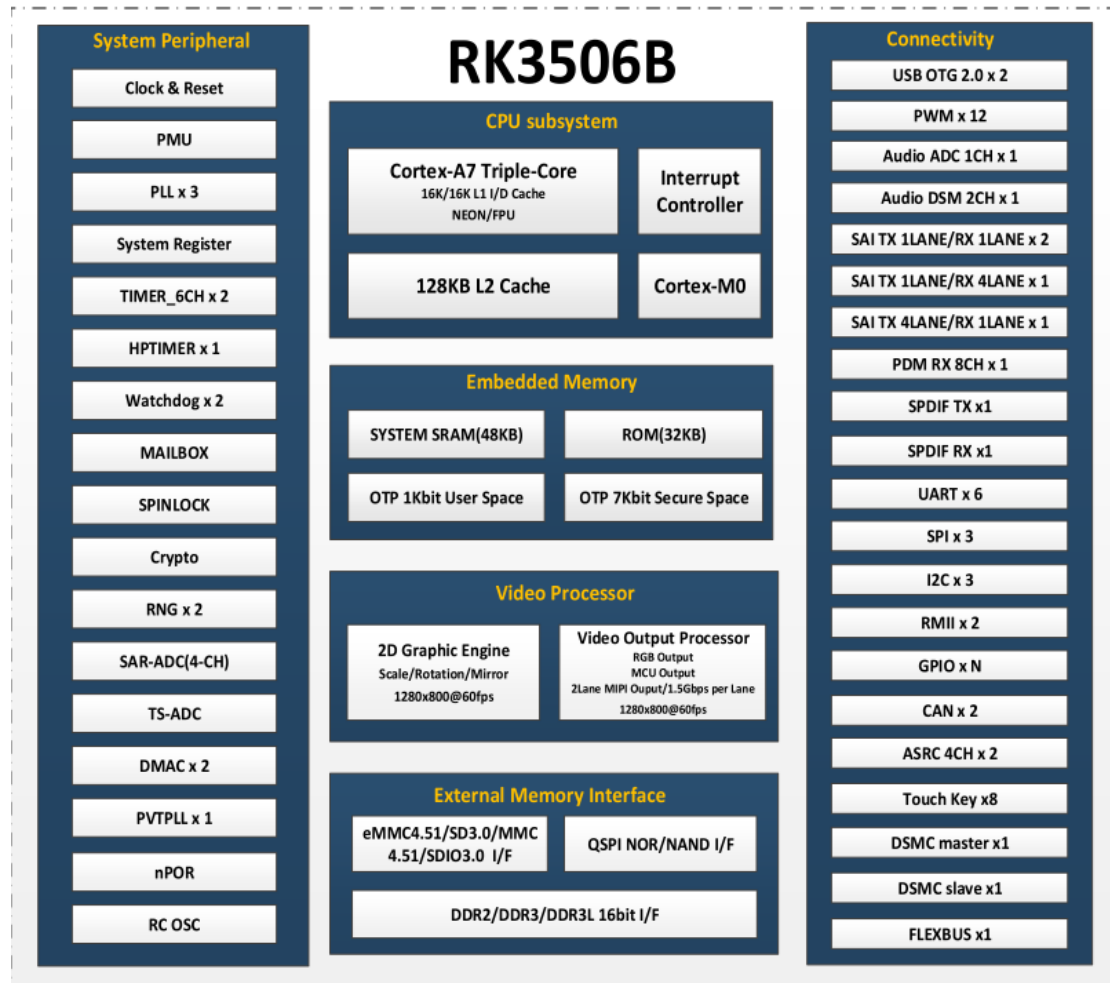 RK3506B
System Peripheral
Clock & Reset
PMU
PLL x 3
System Register
TIMER_6CH x 2
HPTIMER x 1
Watchdog x 2
MAILBOX
SPINLOCK
Crypto
RNG x 2
SAR-ADC(4-CH)
TS-ADC
DMAC x 2
PVTPLL x 1
nPOR
RC OSC
CPU subsystem
Cortex-A7 Triple-Core
16K/16K L1 I/D Cache
NEON/FPU
Interrupt
Controller
128KB L2 Cache
Cortex-M0
Embedded Memory
SYSTEM SRAM(48KB)
ROM(32KB)
OTP 1Kbit User Space
OTP 7Kbit Secure Space
Video Processor
2D Graphic Engine
Scale/Rotation/Mirror
1280x800@60fps
Video Output Processor
RGB Output
MCU Output
2Lane MIPI Ouput/1.5Gbps per Lane
1280x800@60fps
External Memory Interface
eMMC4.51/SD3.0/MMC
4.51/SDIO3.0 I/F
QSPI NOR/NAND I/F
DDR2/DDR3/DDR3L 16bit I/F
Connectivity
USB OTG 2.0 x 2
PWM x 12
Audio ADC 1CH x 1
Audio DSM 2CH x 1
SAI TX 1LANE/RX 1LANE x 2
SAI TX 1LANE/RX 4LANE x 1
SAI TX 4LANE/RX 1LANE x 1
PDM RX 8CH x 1
SPDIF TX x1
SPDIF RX x1
UART x 6
SPI x 3
I2C x 3
RMII x 2
GPIO x N
CAN x 2
ASRC 4CH x 2
Touch Key x8
DSMC master x1
DSMC slave x1
FLEXBUS x1